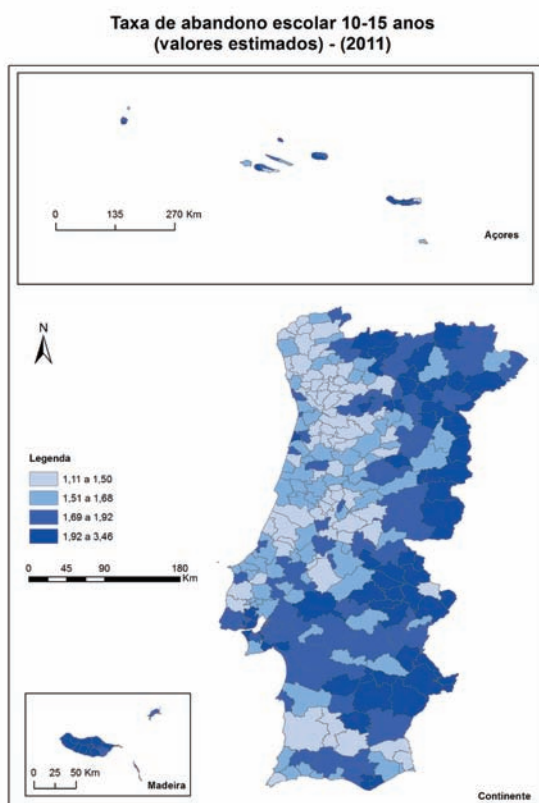 Taxa de abandono escolar 10-15 anos
(valores estimados) - (2011)
0 135 270 Km
Açores
N
Legenda
1,11 a 1,50
1,51 a 1,68
1,69 a 1,92
1,92 a 3,46
0 45 90 180
Km
0 25 50 Km
Madeira
Continente